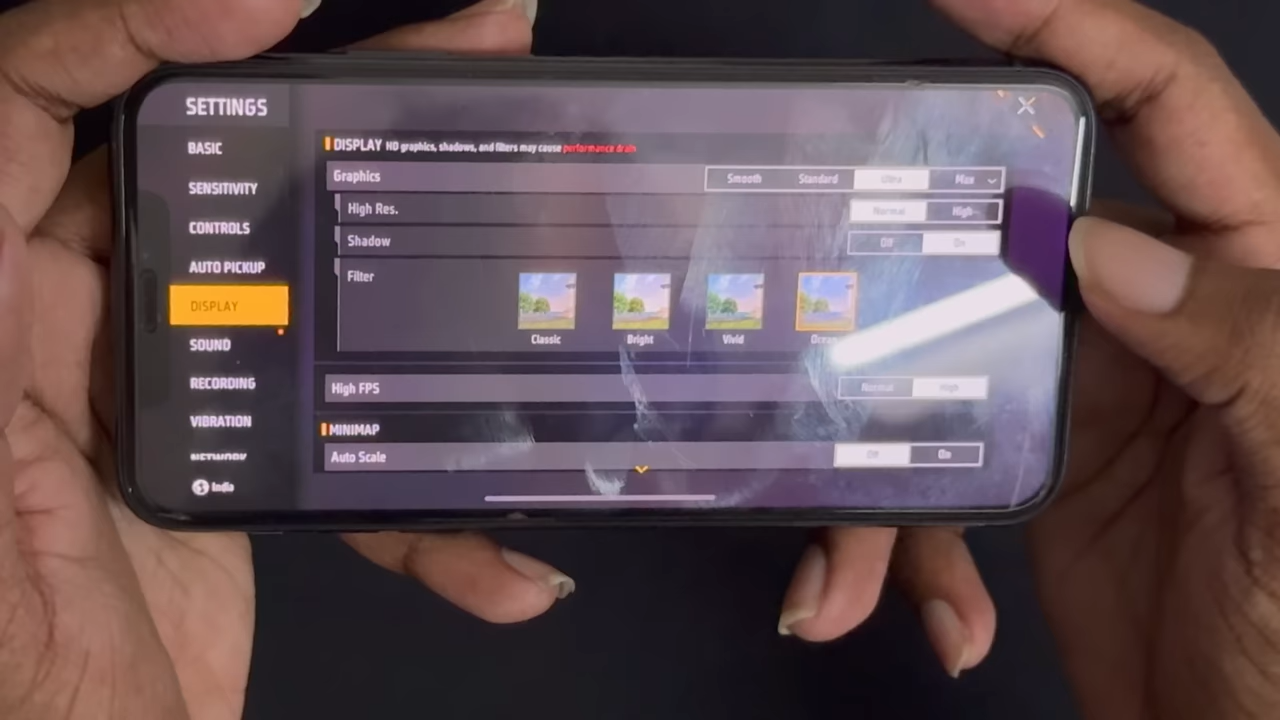 SETTINGS
BASIC
SENSITIVITY
CONTROLS
AUTO PICKUP
DISPLAY
SOUND
RECORDING
VIBRATION
NETWORK
India
DISPLAY HD graphics, shadows, and filters may cause performance drain
Graphics Smooth Standard Ultra Max
High Res. Normal High
Shadow Off On
Filter
Classic Bright Vivid Ocean
High FPS Normal High
MINIMAP
Auto Scale Off On